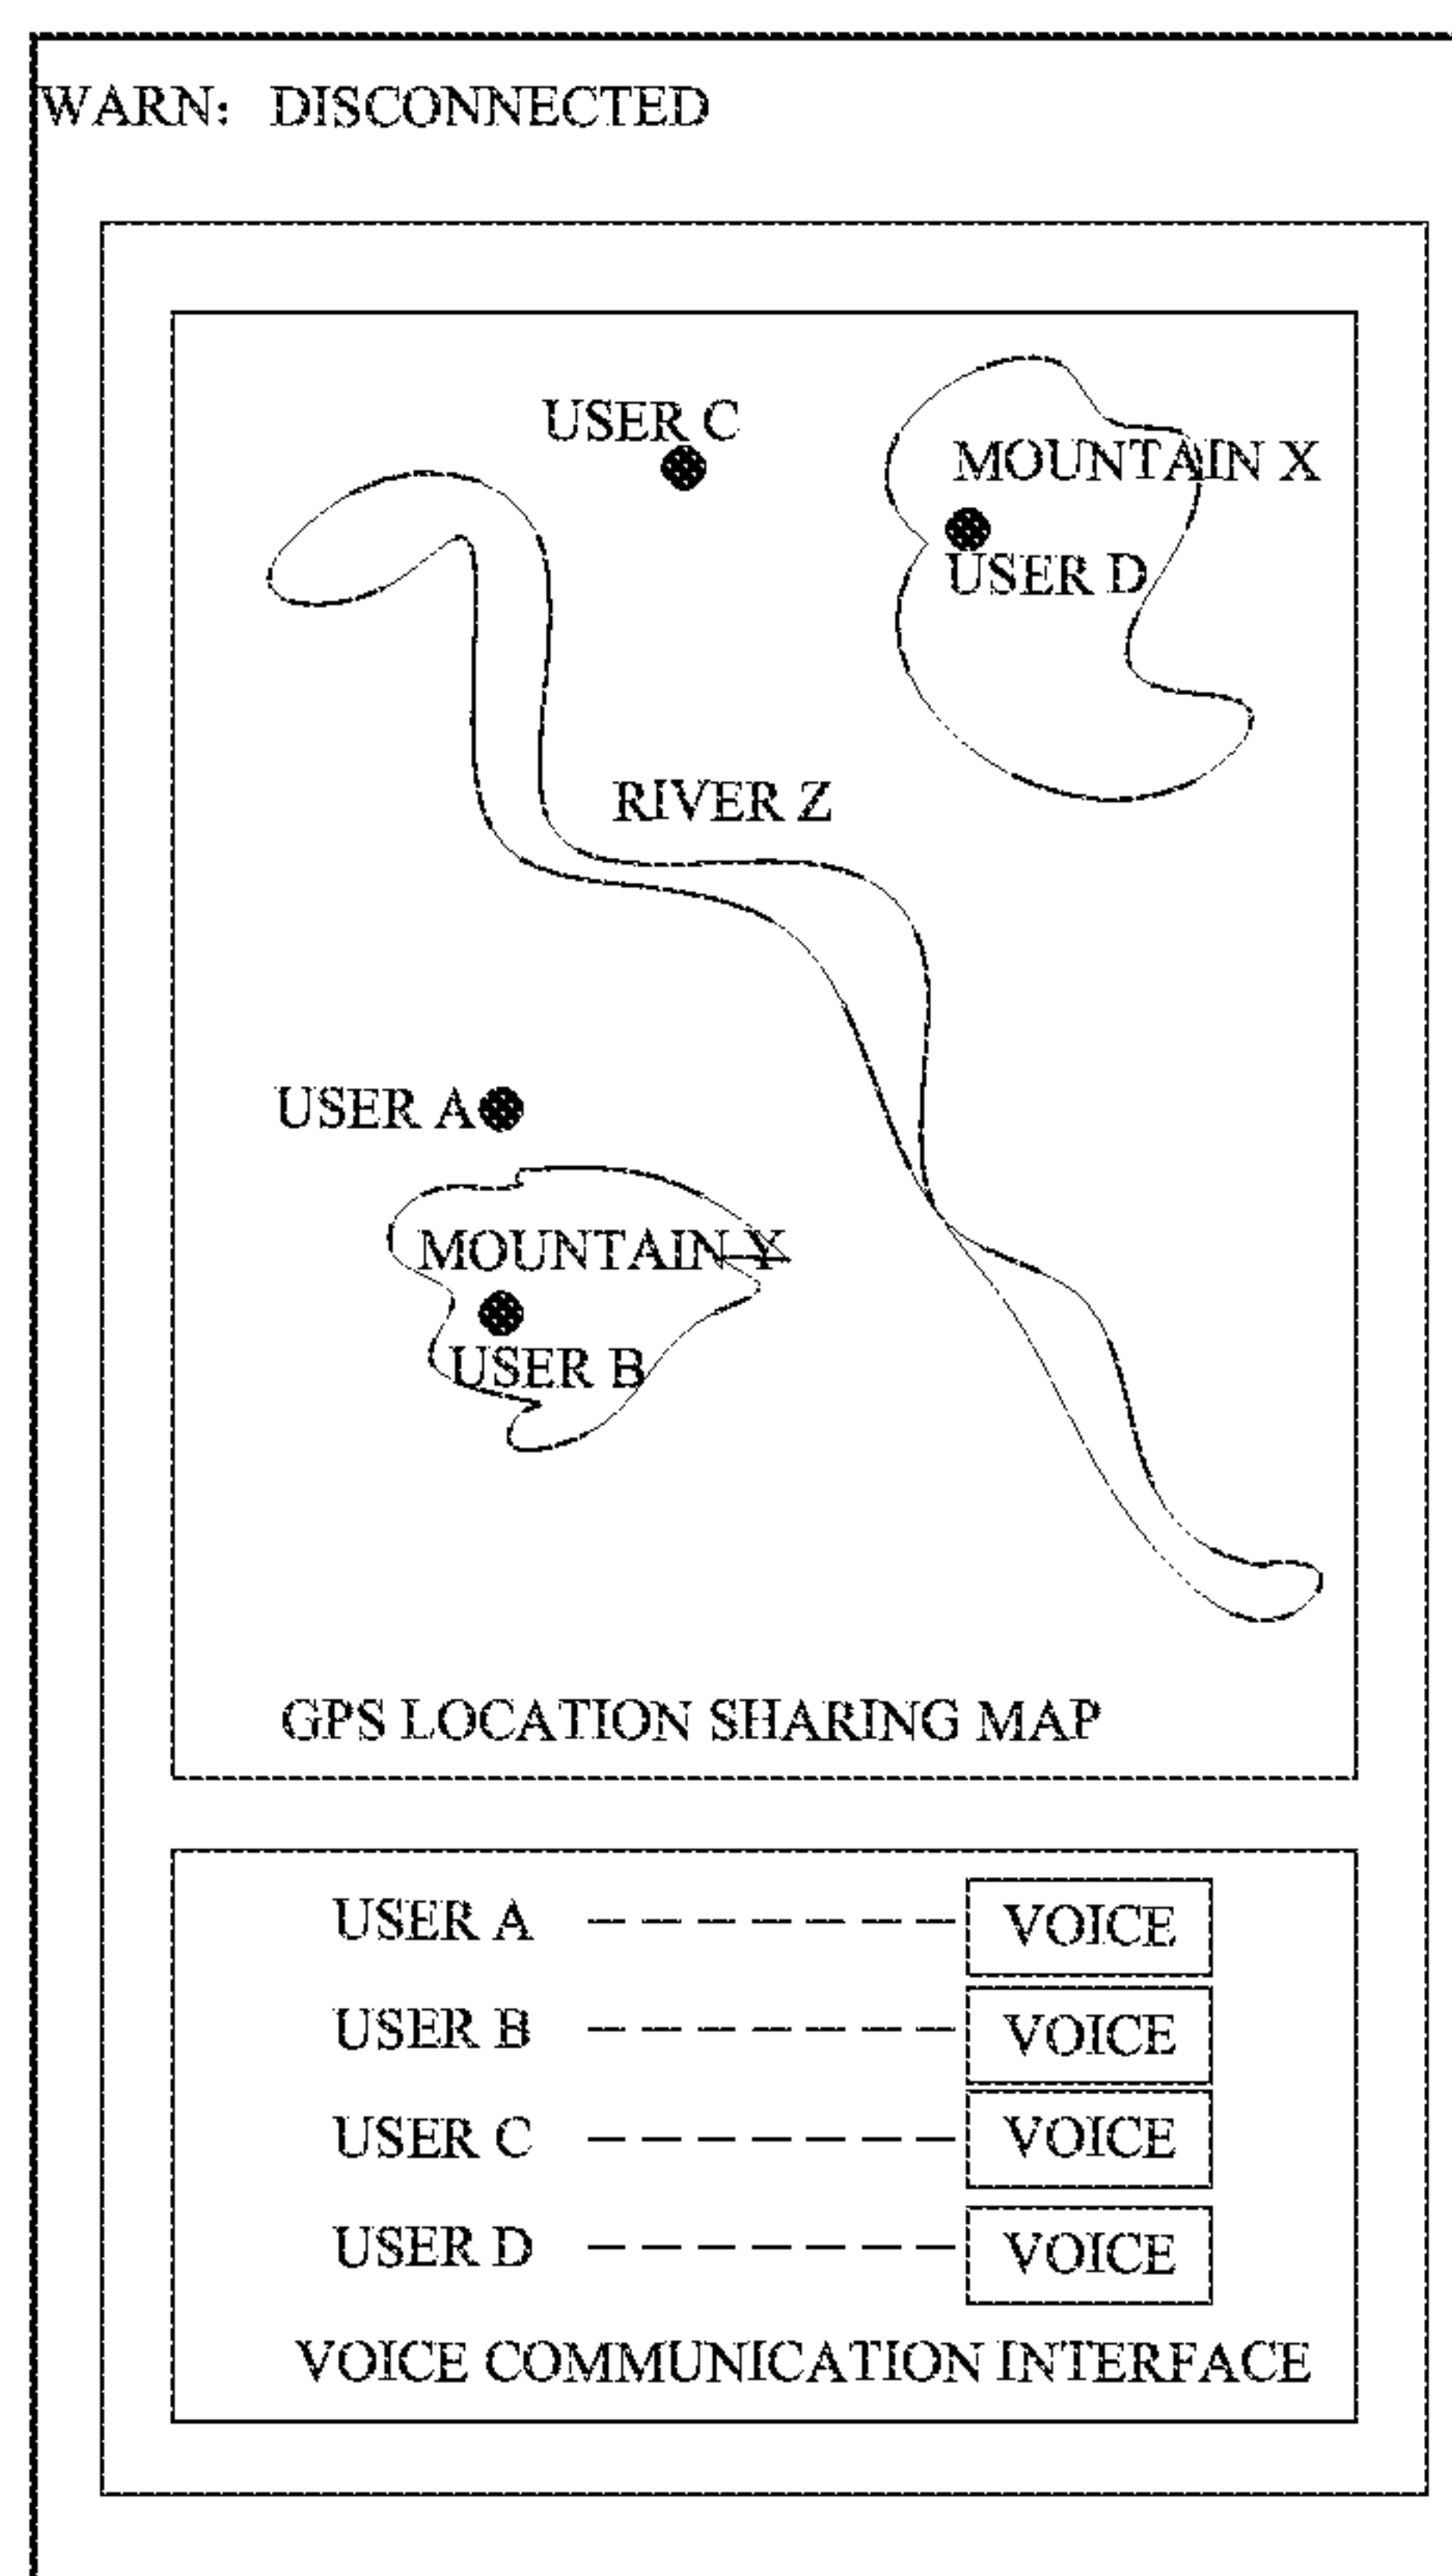 WARN: DISCONNECTED
USER C
MOUNTAIN X
USER D
RIVER Z
USER A
MOUNTAIN Y
USER B
GPS LOCATION SHARING MAP
USER A VOICE
USER B VOICE
USER C VOICE
USER D VOICE
VOICE COMMUNICATION INTERFACE